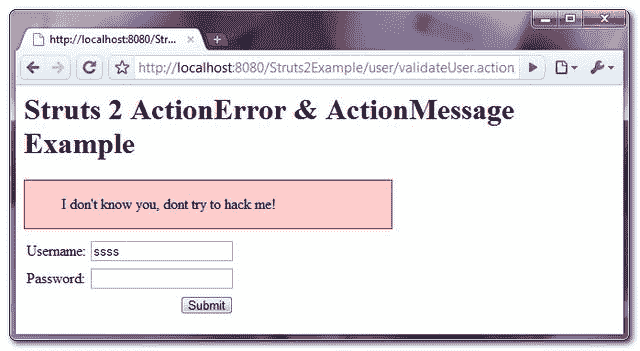 http://localhost:8080/Str...
http://localhost:8080/Struts2Example/user/validateUser.action
Struts 2 ActionError & ActionMessage
Example
I don't know you, dont try to hack me!
Username: ssss
Password:
Submit